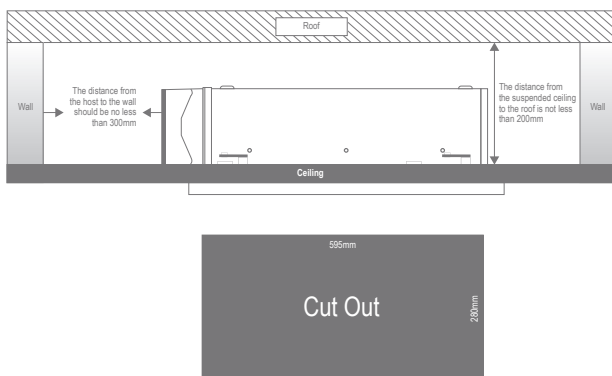 Roof
Wall
The distance from
the host to the wall
should be no less
than 300mm
The distance from
the suspended ceiling
to the roof is not less
than 200mm
Wall
Ceiling
595mm
Cut Out
280mm